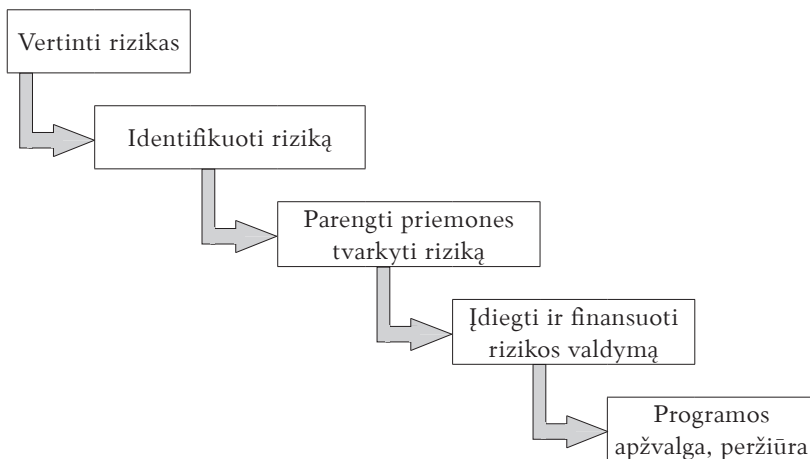 Vertinti rizikas
Identifikuoti riziką
Parengti priemones
tvarkyti riziką
Įdiegti ir finansuoti
rizikos valdymą
Programos
apžvalga, peržiūra